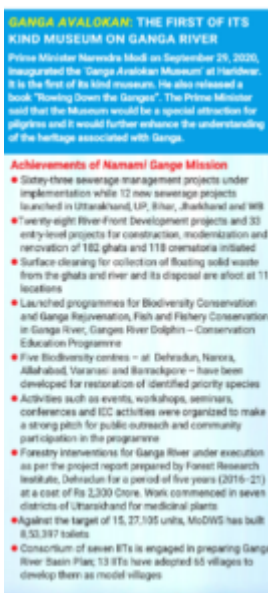 GANGA AVALOKAN: THE FIRST OF ITS
KIND MUSEUM ON GANGA RIVER
Prime Minister Narendra Modi on September 29, 2020,
inaugurated the 'Ganga Avalokan Museum' at Haridwar.
It is the first of its kind museum. He also released a
book "Rowing Down the Ganges". The Prime Minister
said that the Museum would be a special attraction for
pilgrims and it would further enhance the understanding
of the heritage associated with Ganga.
Achievements of Namami Gange Mission
• Sixty-three sewerage management projects under
implementation while 12 new sewerage projects
launched in Uttarakhand, UP, Bihar, Jharkhand and WB
• Twenty-eight River-Front Development projects and 33
entry-level projects for construction, modernization and
renovation of 182 ghats and 118 crematoria initiated
• Surface cleaning for collection of floating solid waste
from the ghats and river and its disposal are afoot at 11
locations
• Launched programmes for Biodiversity Conservation
and Ganga Rejuvenation, Fish and Fishery Conservation
in Ganga River, Ganges River Dolphin – Conservation
Education Programme
• Five Biodiversity centres – at Dehradun, Narora,
Allahabad, Varanasi and Barrackpore – have been
developed for restoration of identified priority species
• Activities such as events, workshops, seminars,
conferences and ICC activities were organized to make
a strong pitch for public outreach and community
participation in the programme
• Forestry interventions for Ganga River under execution
as per the project report prepared by Forest Research
Institute, Dehradun for a period of five years (2016–21)
at a cost of Rs 2,300 Crore. Work commenced in seven
districts of Uttarakhand for medicinal plants
• Against the target of 15, 27,105 units, MoDWS has built
8,53,397 toilets
• Consortium of seven IITs is engaged in preparing Ganga
River Basin Plan; 13 IITs have adopted 65 villages to
develop them as model villages